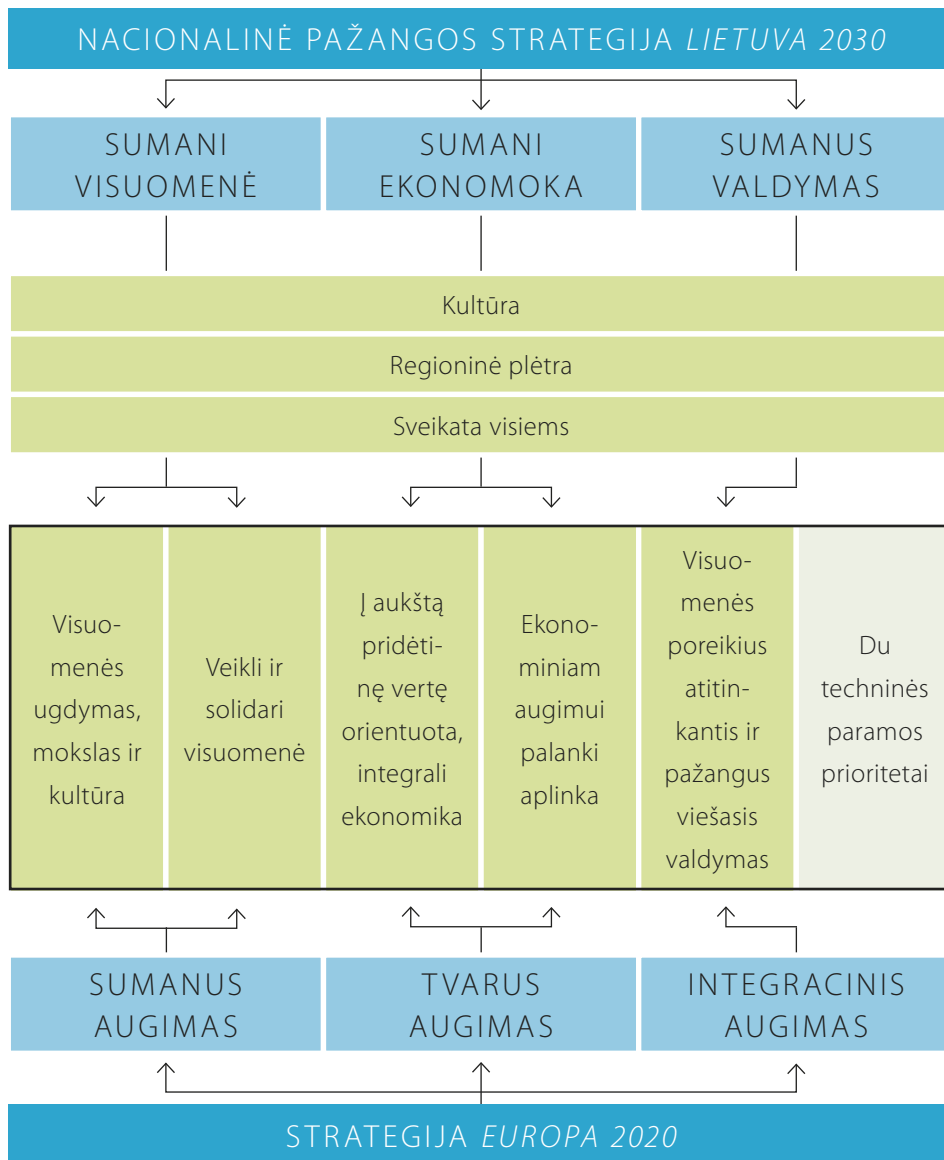 NACIONALINĖ PAŽANGOS STRATEGIJA LIETUVA 2030
SUMANI
VISUOMENĖ
SUMANI
EKONOMOKA
SUMANUS
VALDYMAS
Kultūra
Regioninė plėtra
Sveikata visiems
Visuo-
menės
ugdymas,
mokslas ir
kultūra
Veikli ir
solidari
visuomenė
Į aukštą
pridėti-
nę vertę
orientuota,
integrali
ekonomika
Ekono-
miniam
augimui
palanki
aplinka
Visuo-
menės
poreikius
atitin-
kantis ir
pažangus
viešasis
valdymas
Du
techninės
paramos
prioritetai
SUMANUS
AUGIMAS
TVARUS
AUGIMAS
INTEGRACINIS
AUGIMAS
STRATEGIJA EUROPA 2020